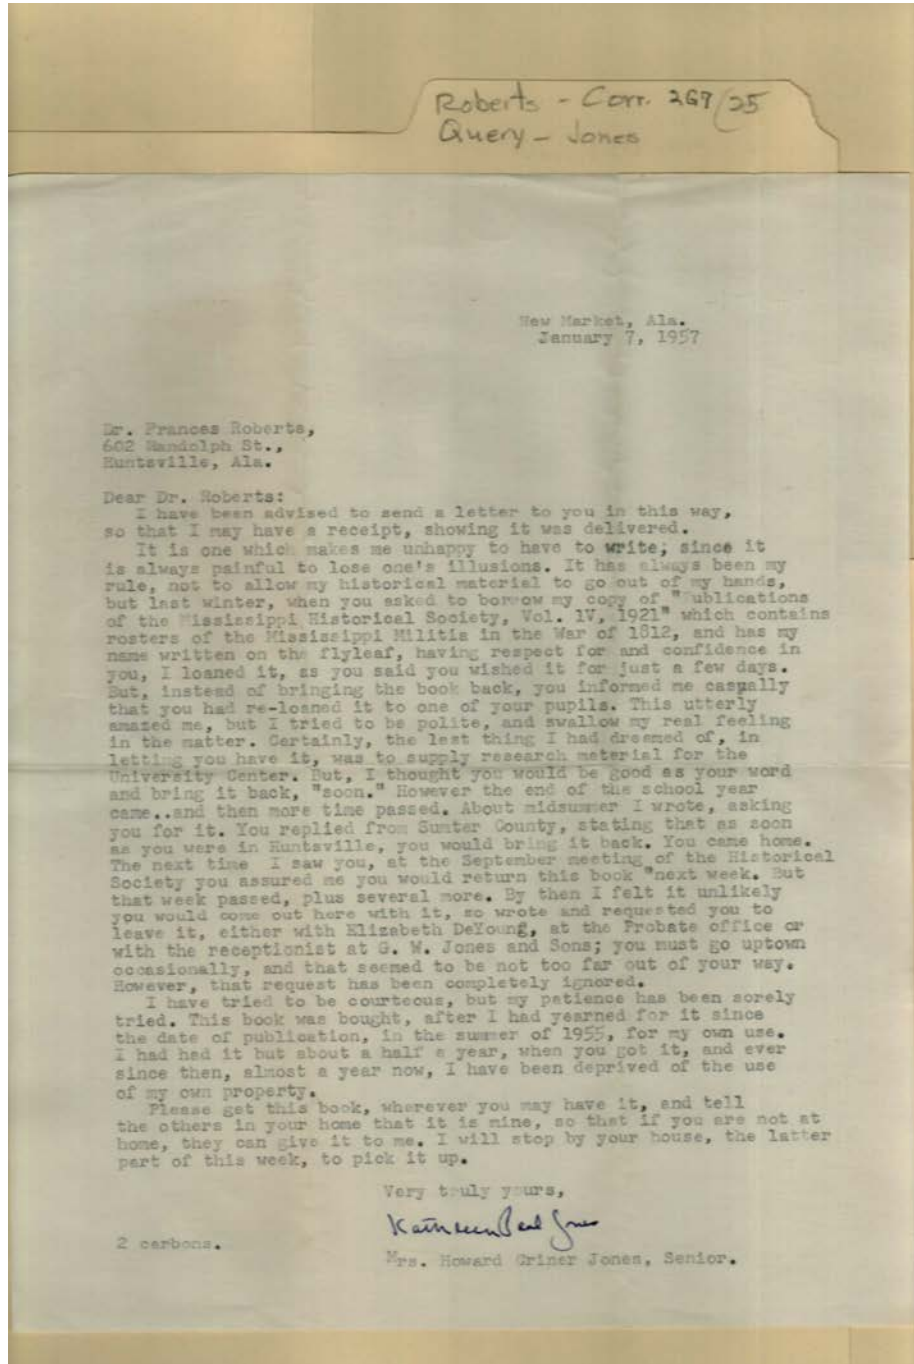 Roberts - Corr. 269/25
Query - Jones
New Market, Ala.
January 7, 1957
Dr. Frances Roberts,
602 Randolph St.,
Huntsville, Ala.
Dear Dr. Roberts:
I have been advised to send a letter to you in this way,
so that I may have a receipt, showing it was delivered.
It is one which makes me unhappy to have to write; since it
is always painful to lose one's illusions. It has always been my
rule, not to allow my historical material to go out of my hands,
but last winter, when you asked to borrow my copy of "Publications
of the Mississippi Historical Society, Vol. 1V, 1921" which contains
rosters of the Mississippi Militia in the War of 1812, and has my
name written on the flyleaf, having respect for and confidence in
you, I loaned it, as you said you wished it for just a few days.
But, instead of bringing the book back, you informed me casually
that you had re-loaned it to one of your pupils. This utterly
amazed me, but I tried to be polite, and swallow my real feeling
in the matter. Certainly, the last thing I had dreamed of, in
letting you have it, was to supply research material for the
University Center. But, I thought you would be good as your word
and bring it back, "soon." However the end of the school year
came..and then more time passed. About midsummer I wrote, asking
you for it. You replied from Sumter County, stating that as soon
as you were in Huntsville, you would bring it back. You came home.
The next time I saw you, at the September meeting of the Historical
Society you assured me you would return this book "next week. But
that week passed, plus several more. By then I felt it unlikely
you would come out here with it, so wrote and requested you to
leave it, either with Elizabeth DeYoung, at the Probate office or
with the receptionist at G. W. Jones and Sons; you must go uptown
occasionally, and that seemed to be not too far out of your way.
However, that request has been completely ignored.
I have tried to be courteous, but my patience has been sorely
tried. This book was bought, after I had yearned for it since
the date of publication, in the summer of 1955, for my own use.
I had had it but about a half a year, when you got it, and ever
since then, almost a year now, I have been deprived of the use
of my own property.
Please get this book, wherever you may have it, and tell
the others in your home that it is mine, so that if you are not at
home, they can give it to me. I will stop by your house, the latter
part of this week, to pick it up.
Very truly yours,
Kathleen Paul Jones
2 carbons.
Mrs. Howard Criner Jones, Senior.